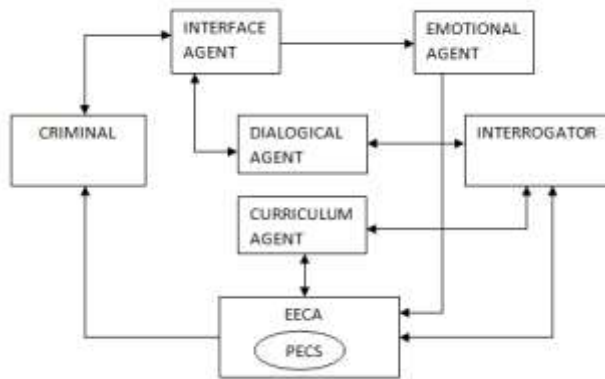 INTERFACE
AGENT
EMOTIONAL
AGENT
CRIMINAL
DIALOGICAL
AGENT
INTERROGATOR
CURRICULUM
AGENT
EECA
PECS